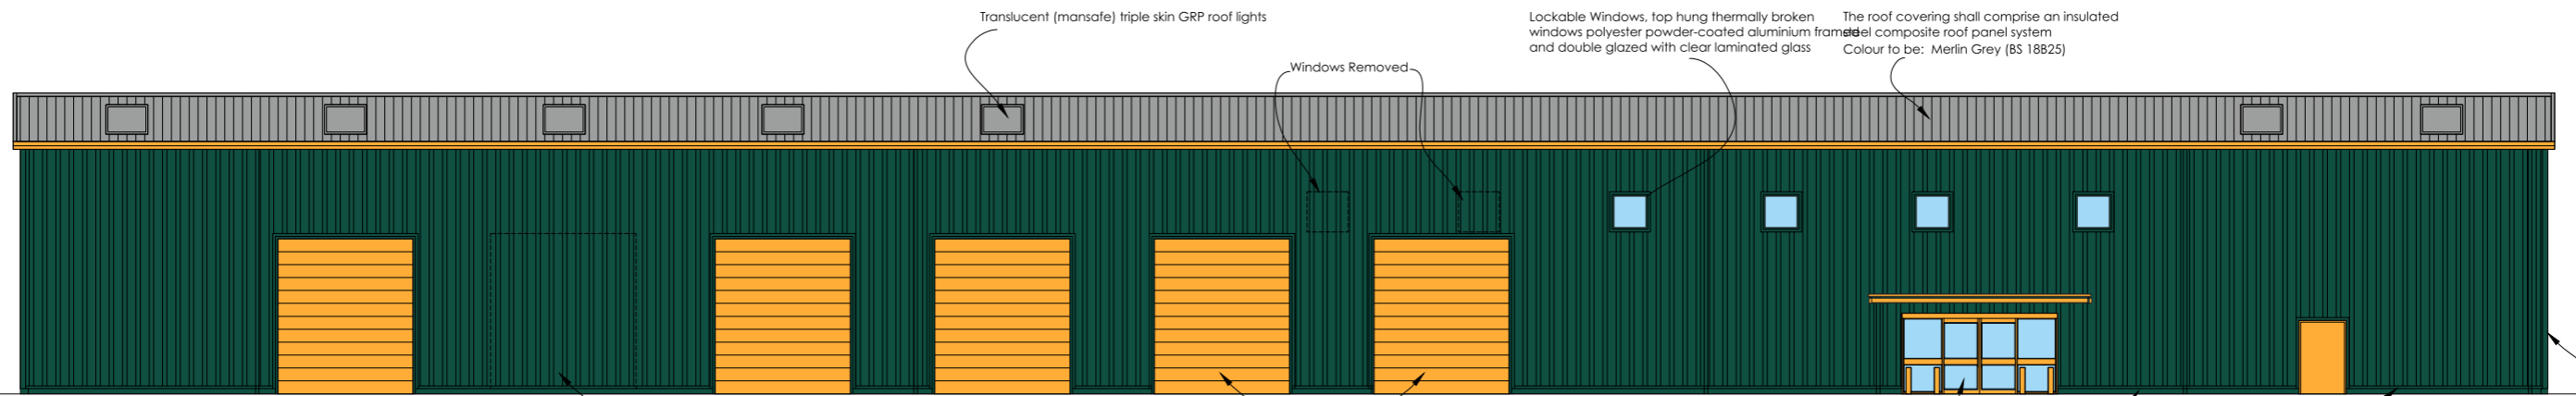 Translucent (mansafe) triple skin GRP roof lights
Windows Removed
Lockable Windows, top hung thermally broken
windows polyester powder-coated aluminium framed
and double glazed with clear laminated glass
The roof covering shall comprise an insulated
steel composite roof panel system
Colour to be: Merlin Grey (BS 18B25)